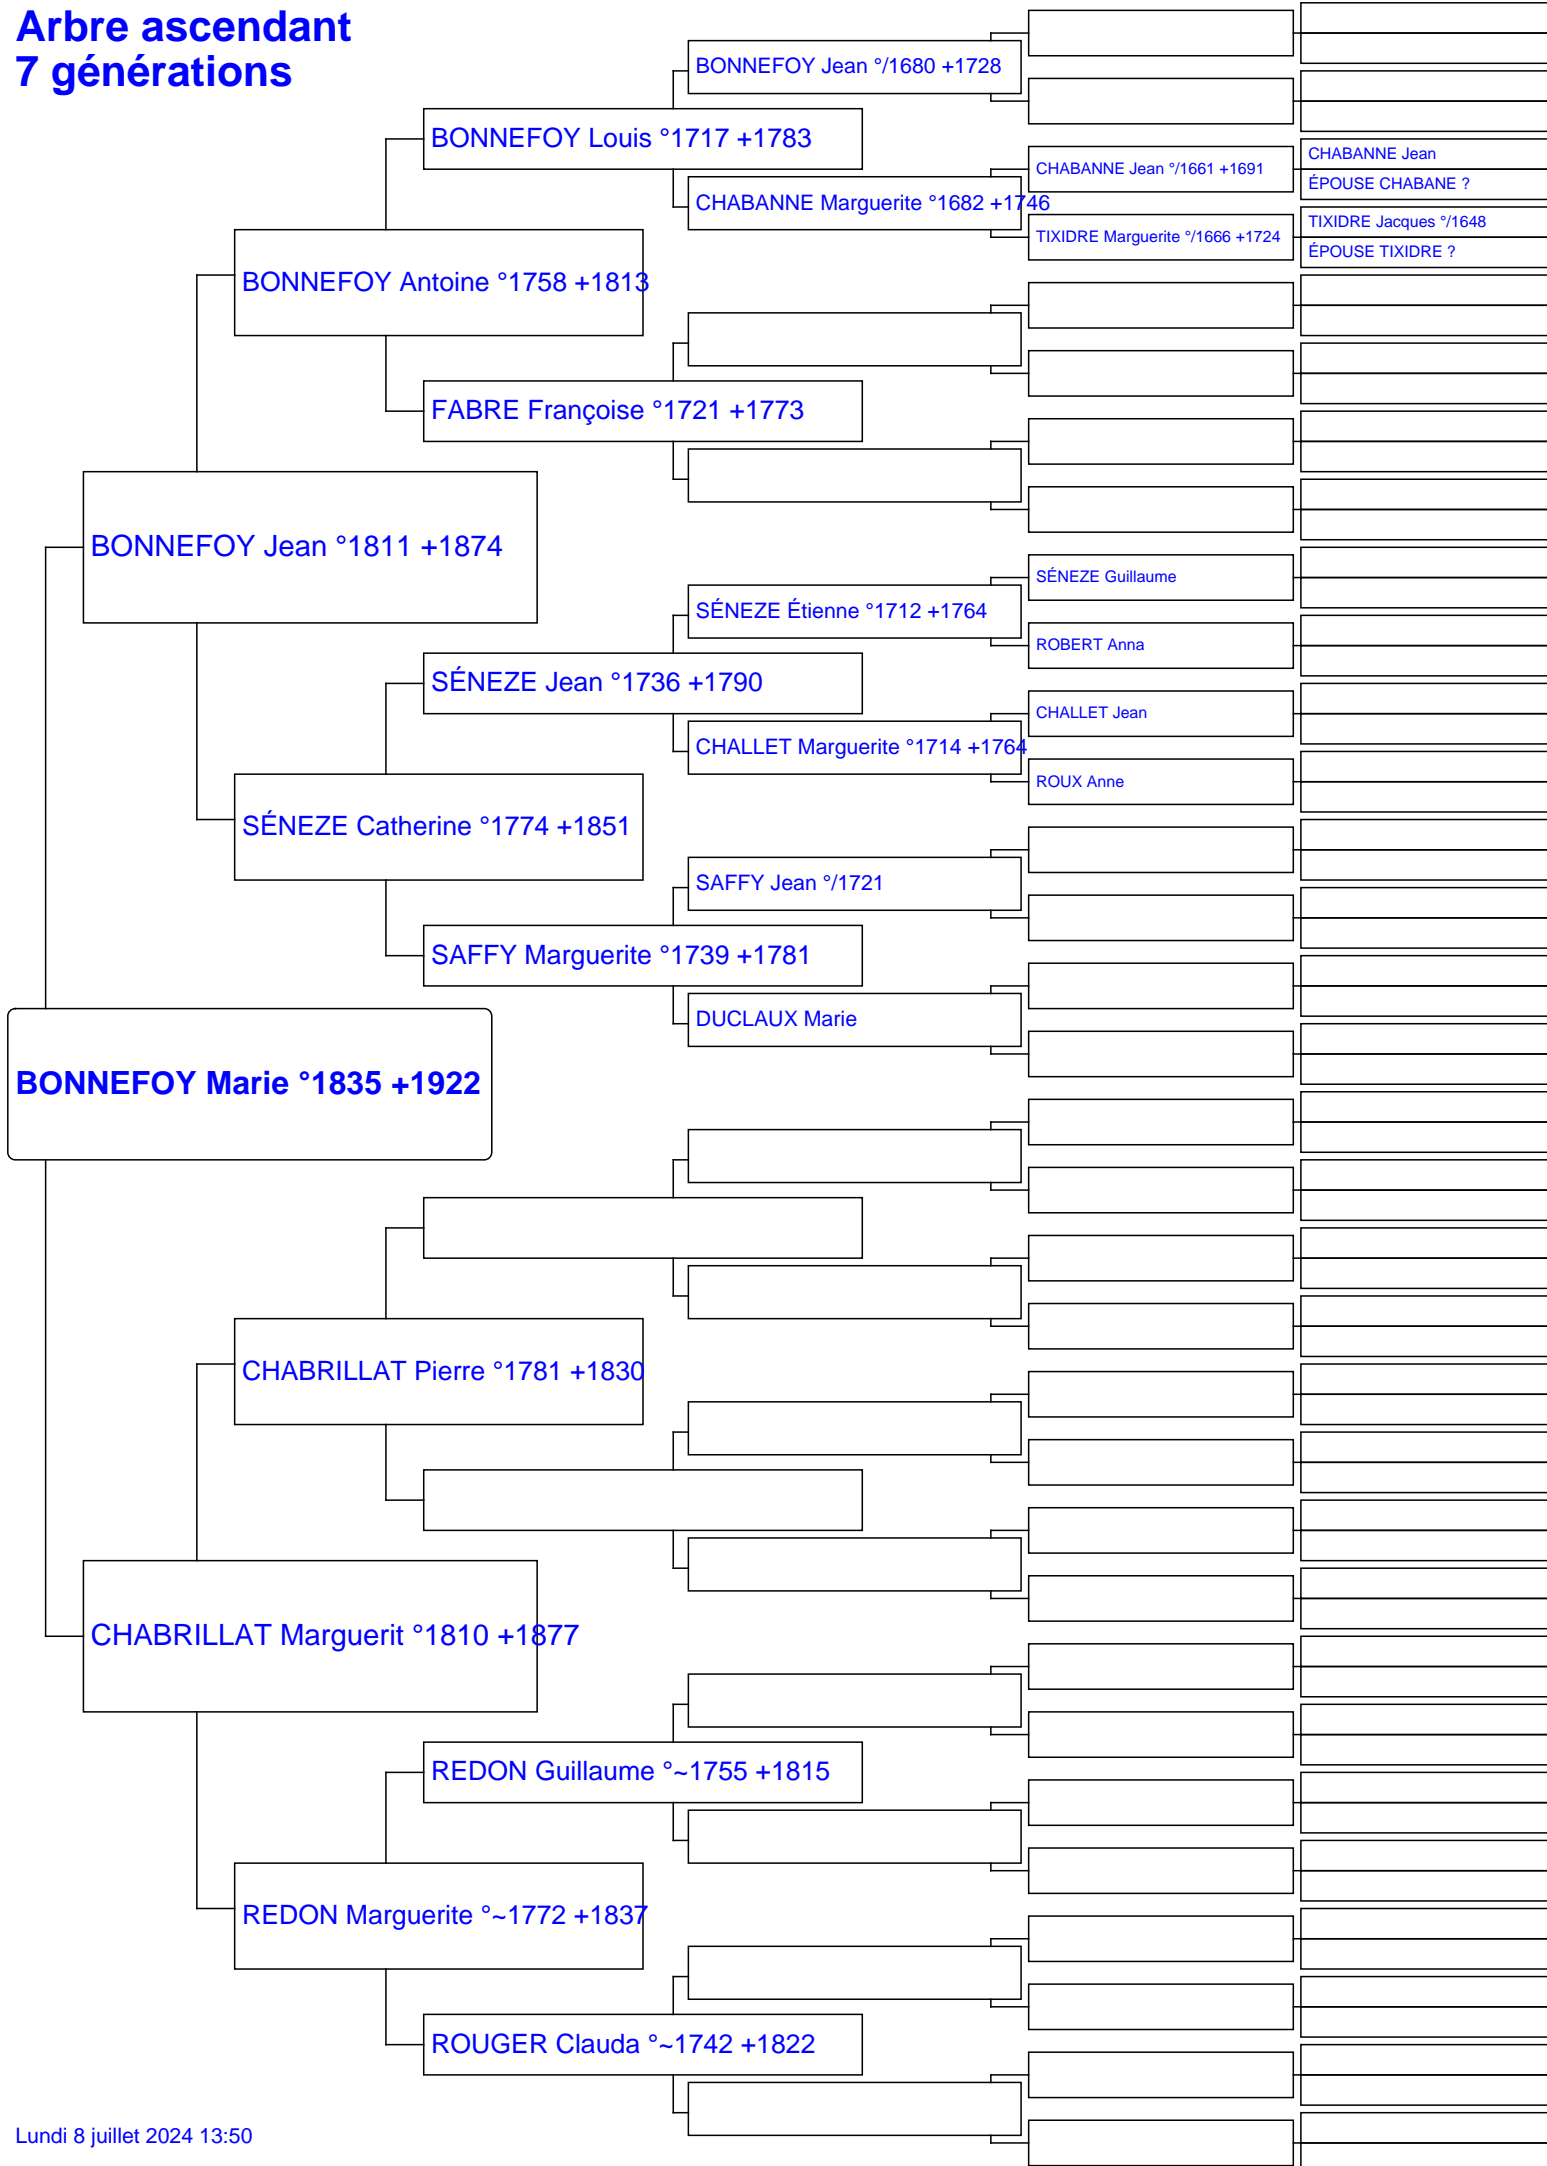 Arbre ascendant
7 générations
BONNEFOY Jean °/1680 +1728
BONNEFOY Louis °1717 +1783
CHABANNE Jean
CHABANNE Jean °/1661 +1691
ÉPOUSE CHABANE ?
CHABANNE Marguerite °1682 +1746
TIXIDRE Jacques °/1648
TIXIDRE Marguerite °/1666 +1724
ÉPOUSE TIXIDRE ?
BONNEFOY Antoine °1758 +1813
FABRE Françoise °1721 +1773
BONNEFOY Jean °1811 +1874
SÉNEZE Guillaume
SÉNEZE Étienne °1712 +1764
ROBERT Anna
SÉNEZE Jean °1736 +1790
CHALLET Jean
CHALLET Marguerite °1714 +1764
ROUX Anne
SÉNEZE Catherine °1774 +1851
SAFFY Jean °/1721
SAFFY Marguerite °1739 +1781
DUCLAUX Marie
BONNEFOY Marie °1835 +1922
CHABRILLAT Pierre °1781 +1830
CHABRILLAT Marguerit °1810 +1877
REDON Guillaume °~1755 +1815
REDON Marguerite °~1772 +1837
ROUGER Clauda °~1742 +1822
Lundi 8 juillet 2024 13:50